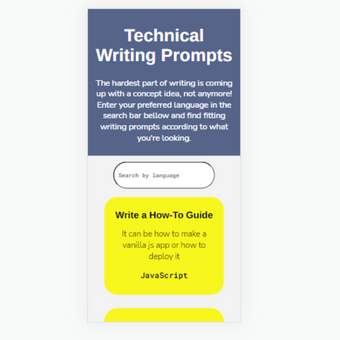 Technical
Writing Prompts
The hardest part of writing is coming
up with a concept idea, not anymore!
Enter your preferred language in the
search bar bellow and find fitting
writing prompts according to what
you're looking.
Search by language
Write a How-To Guide
It can be how to make a
vanilla js app or how to
deploy it
JavaScript